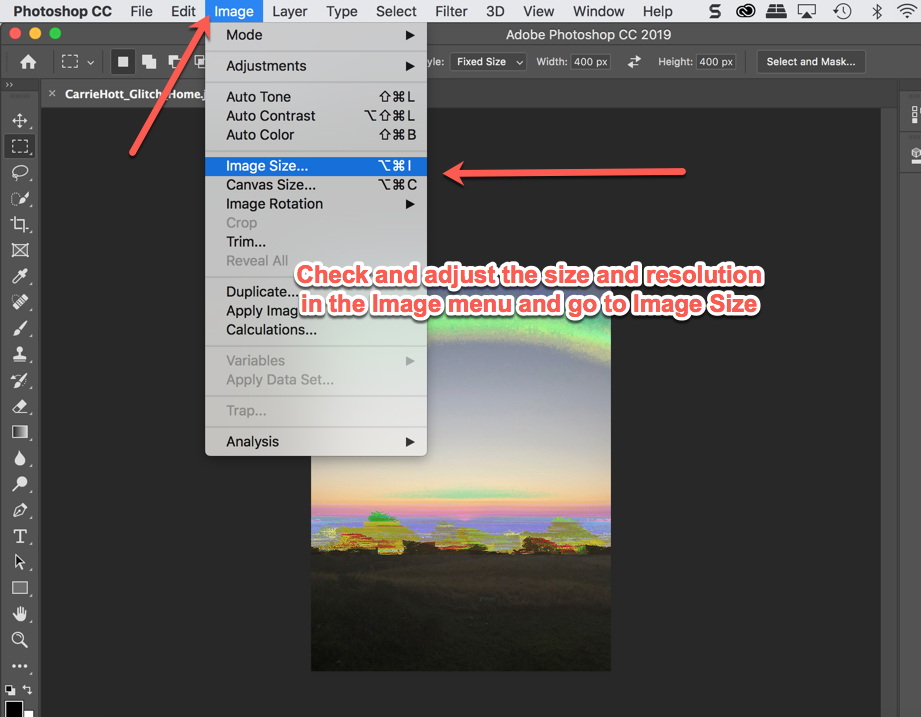 Photoshop CC File Edit Image Layer Type Select Filter 3D View Window Help
Adobe Photoshop CC 2019
Fixed Size Width: 400 px Height: 400 px Select and Mask...
CarrieHott_Glitch_Home.j
Mode
Adjustments
Auto Tone ⇧⌘L
Auto Contrast ⌥⇧⌘L
Auto Color ⇧⌘B
Image Size... ⌥⌘I
Canvas Size... ⌥⌘C
Image Rotation
Crop
Trim...
Reveal All
Duplicate...
Apply Imag
Calculations...
Variables
Apply Data Set...
Trap...
Analysis
Check and adjust the size and resolution
in the Image menu and go to Image Size